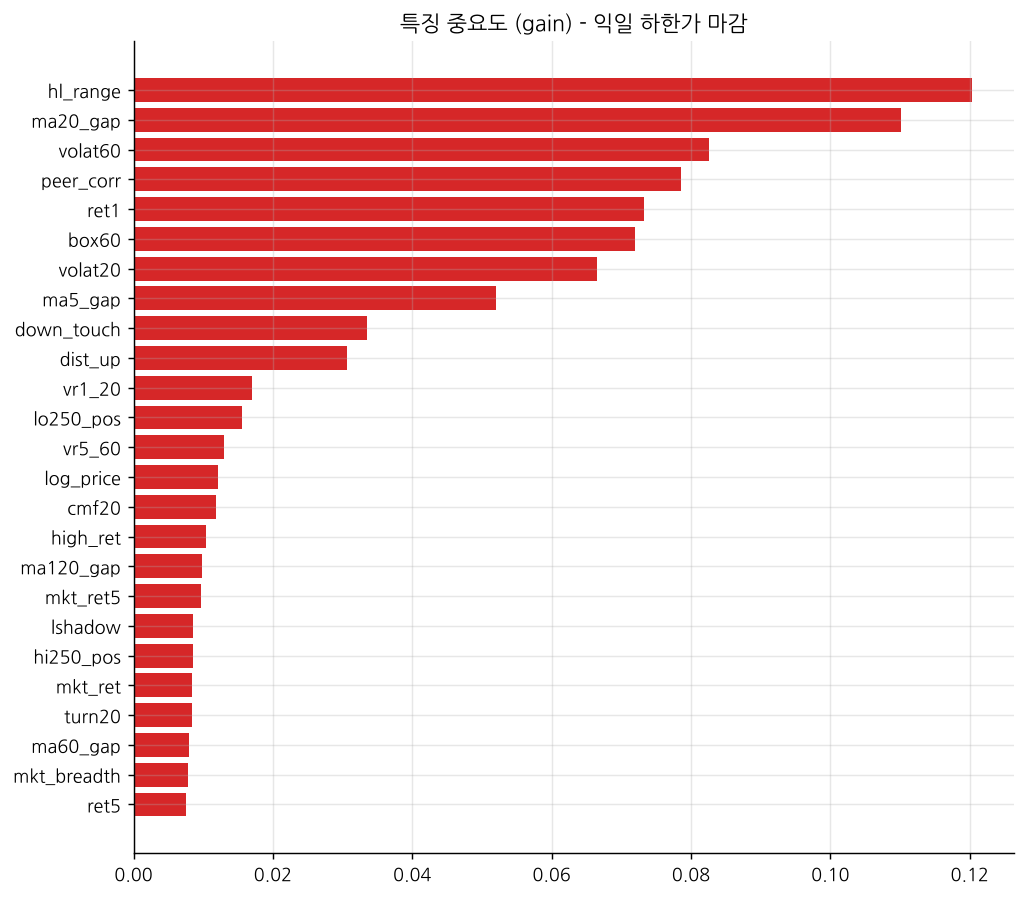 특징 중요도 (gain) - 익일 하한가 마감
hl_range
ma20_gap
volat60
peer_corr
ret1
box60
volat20
ma5_gap
down_touch
dist_up
vr1_20
lo250_pos
vr5_60
log_price
cmf20
high_ret
ma120_gap
mkt_ret5
lshadow
hi250_pos
mkt_ret
turn20
ma60_gap
mkt_breadth
ret5
0.00 0.02 0.04 0.06 0.08 0.10 0.12